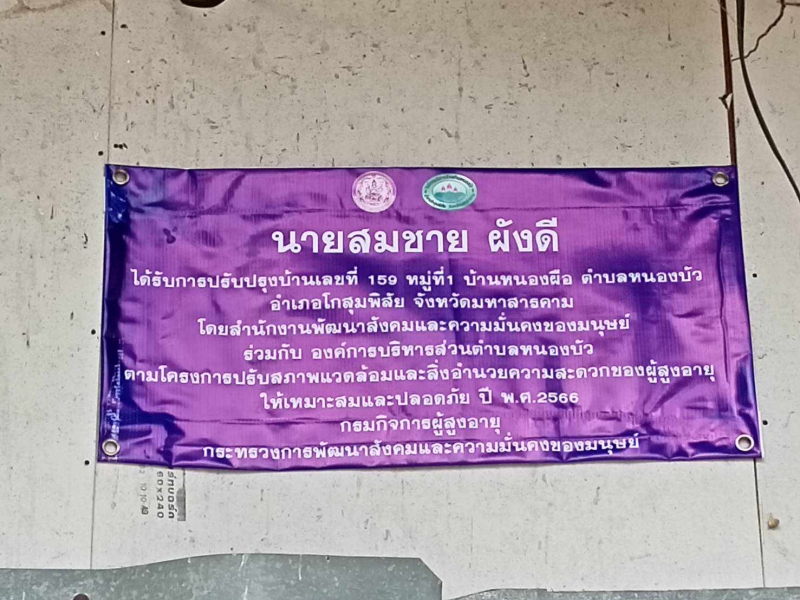 นายสมชาย ผังดี
ได้รับการปรับปรุงบ้านเลขที่ 159 หมู่ที่1 บ้านหนองผือ ตำบลหนองบัว
อำเภอโกสุมพิสัย จังหวัดมหาสารคาม
โดยสำนักงานพัฒนาสังคมและความมั่นคงของมนุษย์
ร่วมกับ องค์การบริหารส่วนตำบลหนองบัว
ตามโครงการปรับสภาพแวดล้อมและสิ่งอำนวยความสะดวกของผู้สูงอายุ
ให้เหมาะสมและปลอดภัย ปี พ.ศ.2566
กรมกิจการผู้สูงอายุ
กระทรวงการพัฒนาสังคมและความมั่นคงของมนุษย์
60x240